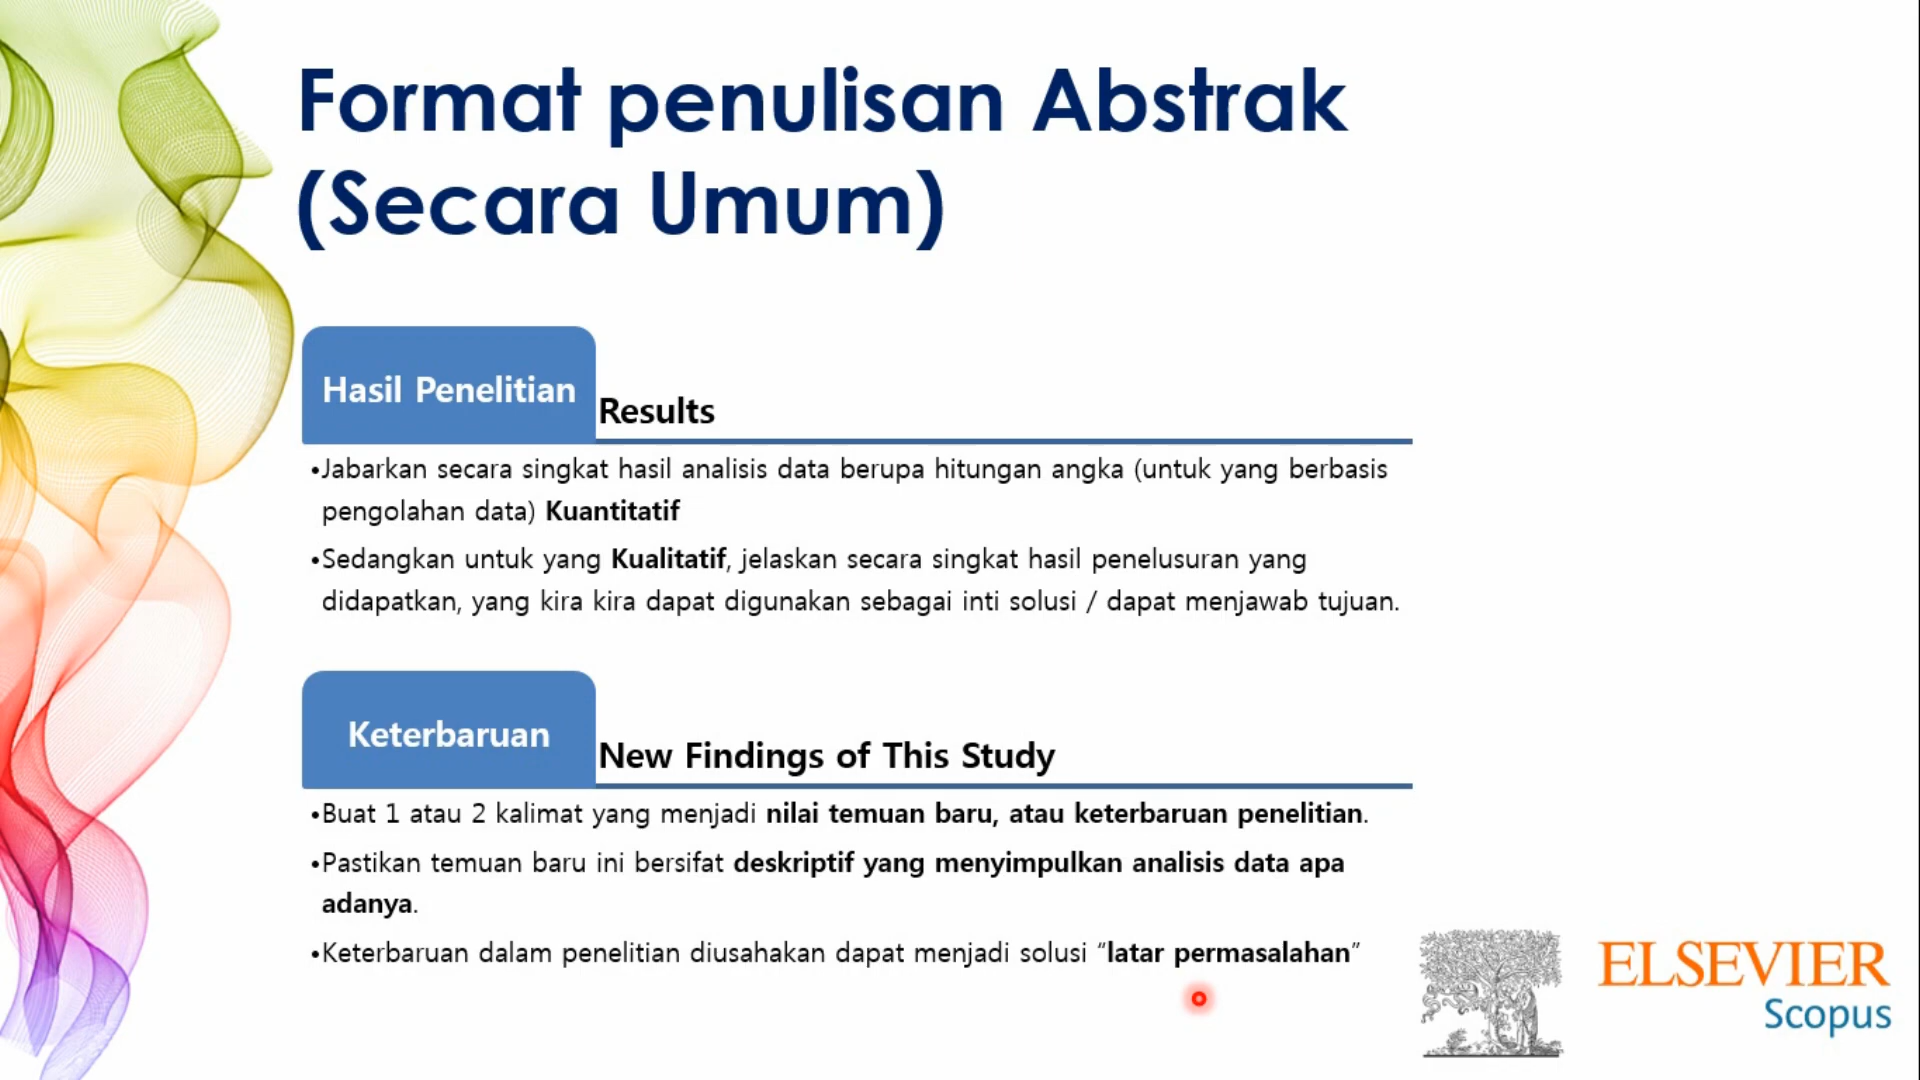 Format penulisan Abstrak
(Secara Umum)
Hasil Penelitian
Results
•Jabarkan secara singkat hasil analisis data berupa hitungan angka (untuk yang berbasis
pengolahan data) Kuantitatif
•Sedangkan untuk yang Kualitatif, jelaskan secara singkat hasil penelusuran yang
didapatkan, yang kira kira dapat digunakan sebagai inti solusi / dapat menjawab tujuan.
Keterbaruan
New Findings of This Study
•Buat 1 atau 2 kalimat yang menjadi nilai temuan baru, atau keterbaruan penelitian.
•Pastikan temuan baru ini bersifat deskriptif yang menyimpulkan analisis data apa
adanya.
•Keterbaruan dalam penelitian diusahakan dapat menjadi solusi “latar permasalahan”
ELSEVIER
Scopus